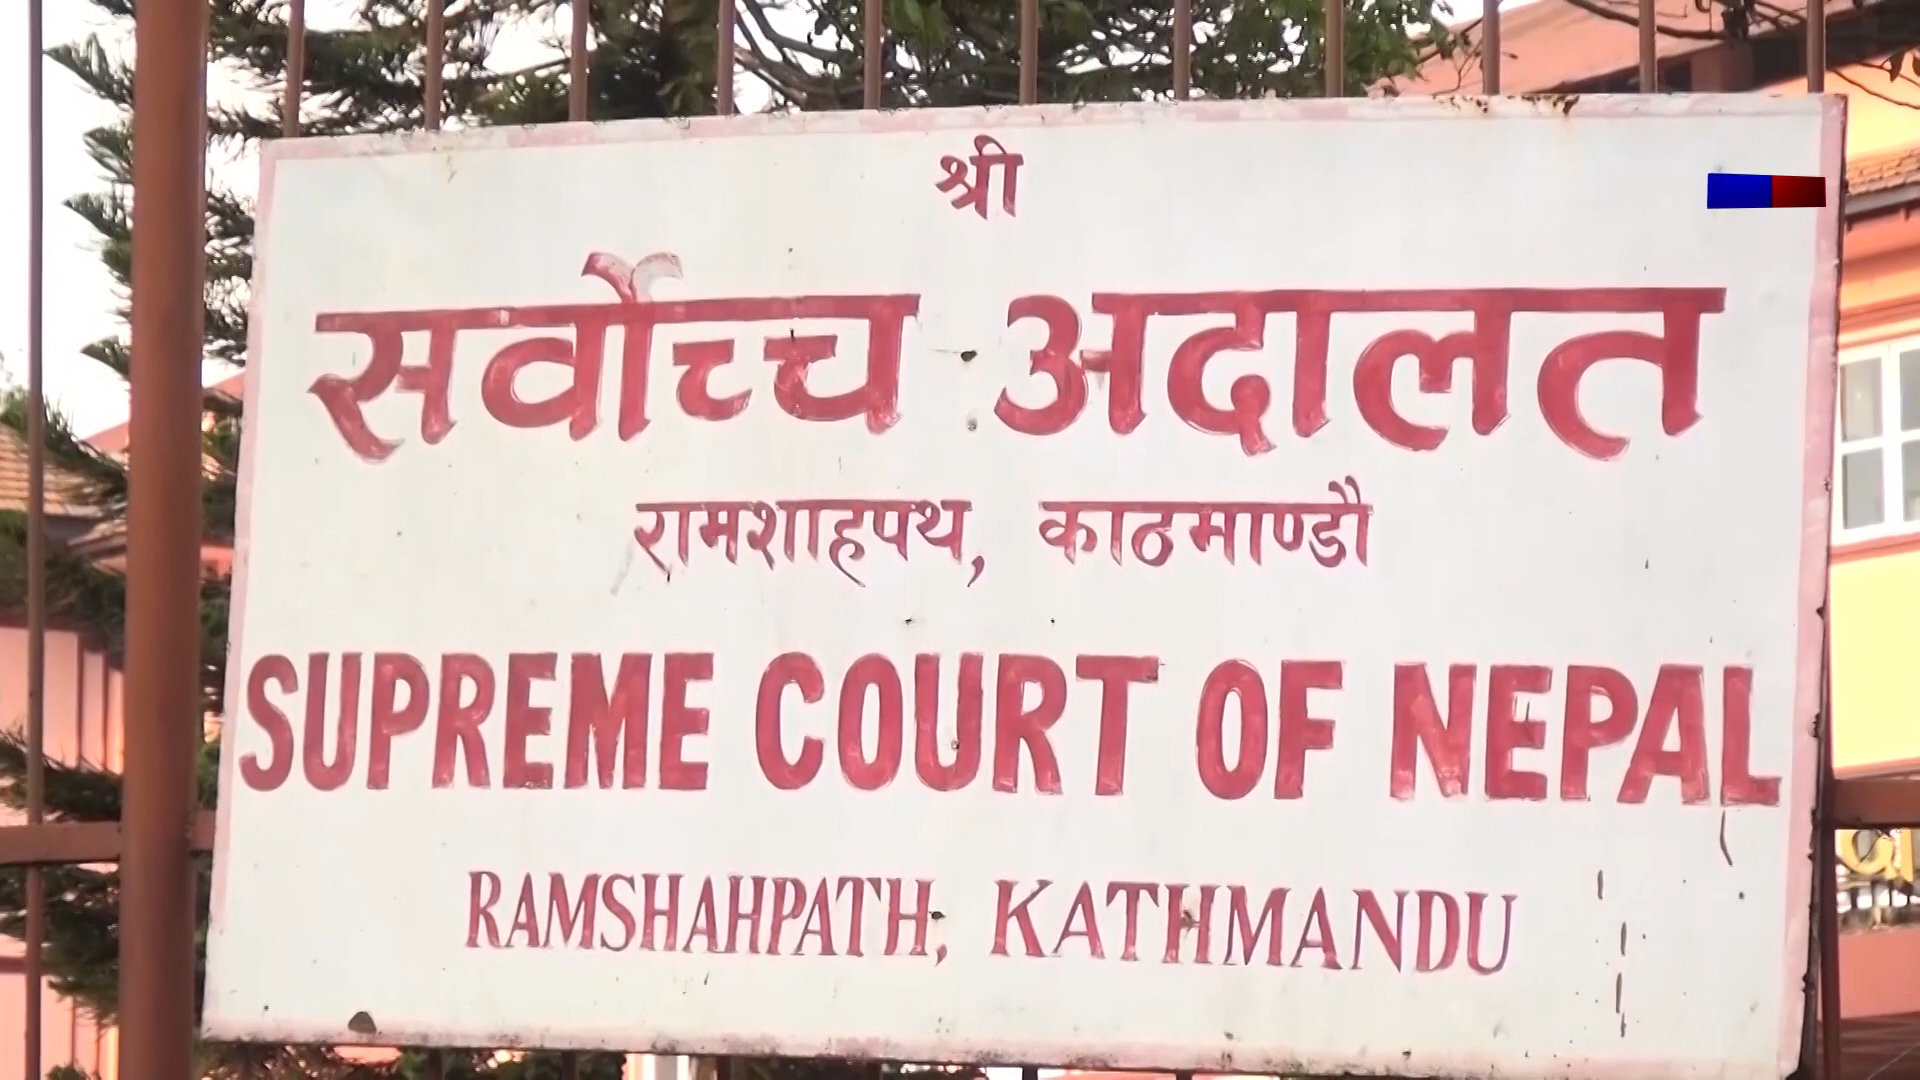 श्री
सर्वोच्च अदालत
रामशाहपथ, काठमाण्डौ
SUPREME COURT OF NEPAL
RAMSHAHPATH, KATHMANDU